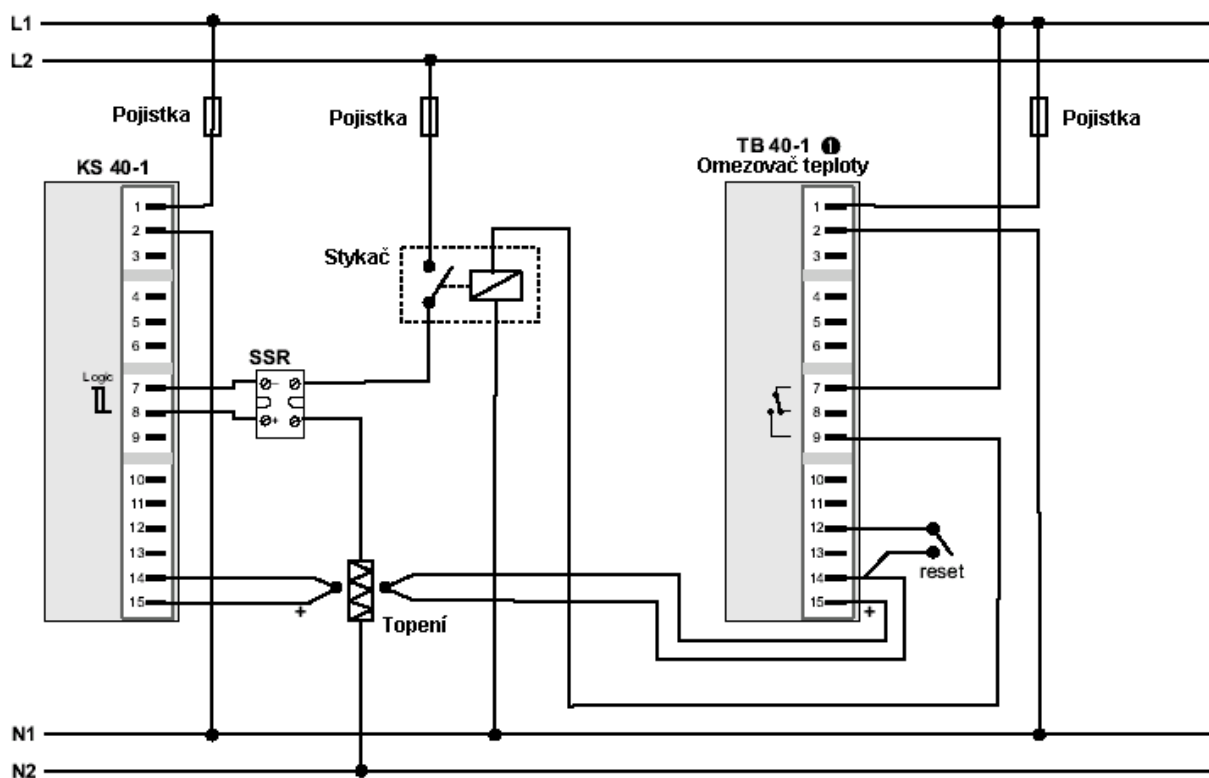 L1
L2
Pojistka
Pojistka
Pojistka
KS 40-1
TB 40-1 ❶
Omezovač teploty
1
2
3
4
5
6
Logic
7
8
9
10
11
12
13
14
15
+
Stykač
SSR
−
+
Topení
1
2
3
4
5
6
7
8
9
10
11
12
13
14
15
+
reset
N1
N2